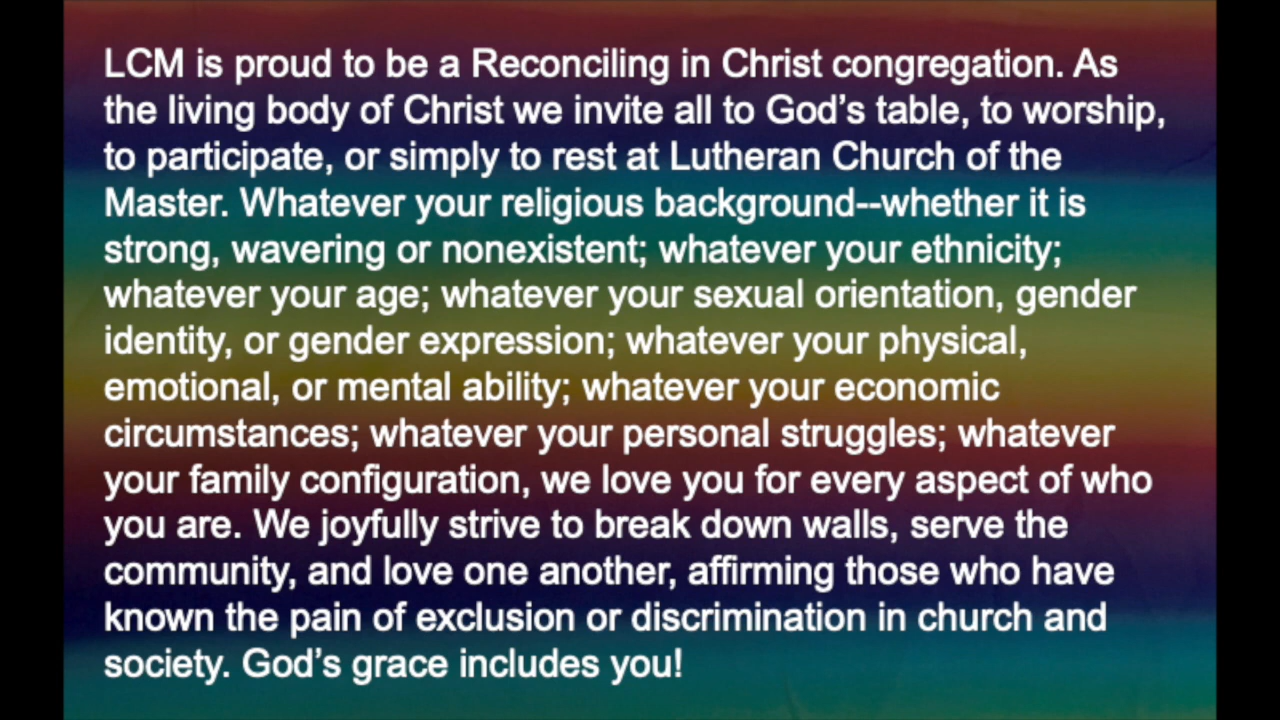 LCM is proud to be a Reconciling in Christ congregation. As
the living body of Christ we invite all to God’s table, to worship,
to participate, or simply to rest at Lutheran Church of the
Master. Whatever your religious background--whether it is
strong, wavering or nonexistent; whatever your ethnicity;
whatever your age; whatever your sexual orientation, gender
identity, or gender expression; whatever your physical,
emotional, or mental ability; whatever your economic
circumstances; whatever your personal struggles; whatever
your family configuration, we love you for every aspect of who
you are. We joyfully strive to break down walls, serve the
community, and love one another, affirming those who have
known the pain of exclusion or discrimination in church and
society. God’s grace includes you!